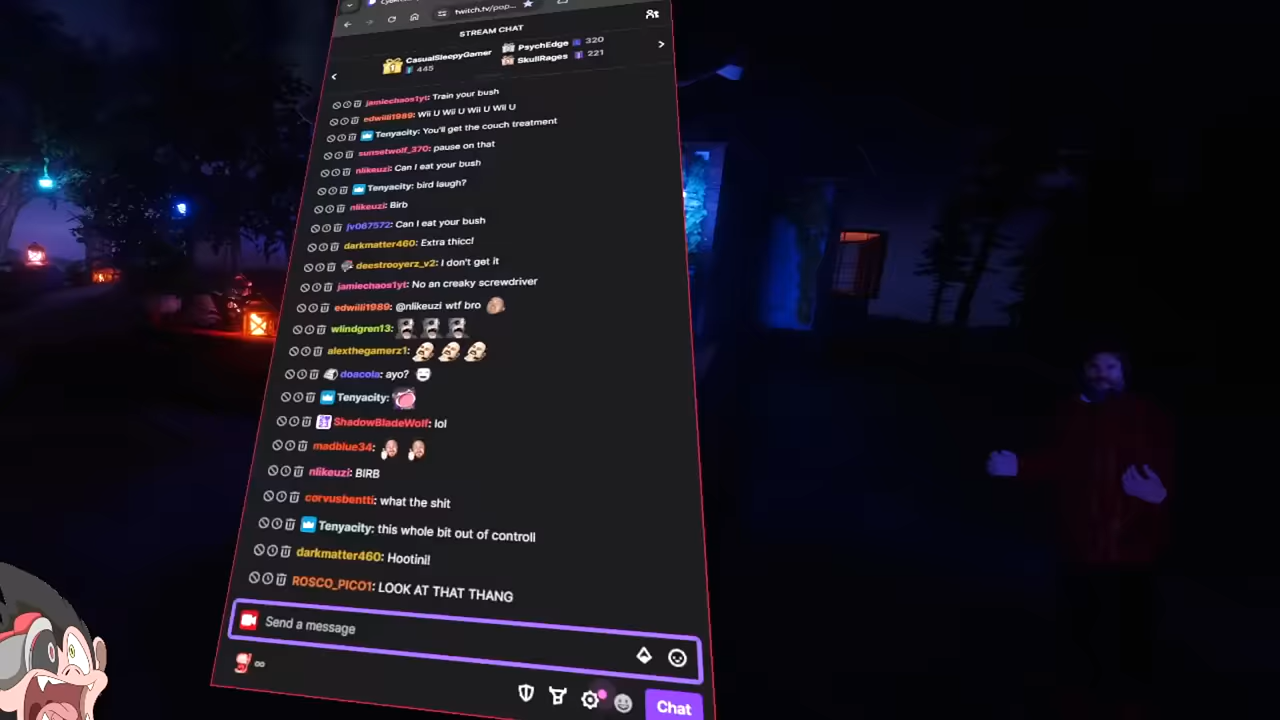 twitch.tv/pop...
STREAM CHAT
CasualSleepyGamer
445
PsychEdge 320
SkullRages 221
jamiechaos1yt: Train your bush
edwilli1989: Wii U Wii U Wii U Wii U
Tenyacity: You'll get the couch treatment
sunsetwolf_370: pause on that
nlikeuzi: Can I eat your bush
Tenyacity: bird laugh?
nlikeuzi: Birb
jv087572: Can I eat your bush
darkmatter460: Extra thicc!
deestrooyerz_v2: I don't get it
jamiechaos1yt: No an creaky screwdriver
edwilli1989: @nlikeuzi wtf bro
wlindgren13:
alexthegamerz1:
doacola: ayo?
Tenyacity:
ShadowBladeWolf: lol
madblue34:
nlikeuzi: BIRB
corvusbentti: what the shit
Tenyacity: this whole bit out of controll
darkmatter460: Hootini!
ROSCO_PICO1: LOOK AT THAT THANG
Send a message
∞
Chat